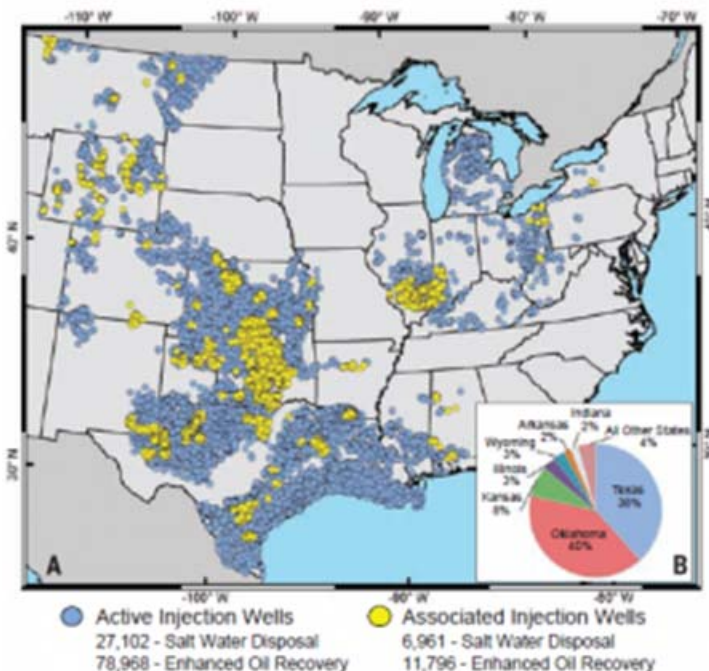 -110° W -100° W -90° W -80° W -70° W
40° N
30° N
Indiana
2%
Arkansas
2%
All Other States
4%
Wyoming
3%
Illinois
3%
Kansas
8%
Texas
38%
Oklahoma
40%
A
B
-100° W -90° W -80° W
Active Injection Wells
27,102 - Salt Water Disposal
78,968 - Enhanced Oil Recovery
Associated Injection Wells
6,961 - Salt Water Disposal
11,796 - Enhanced Oil Recovery